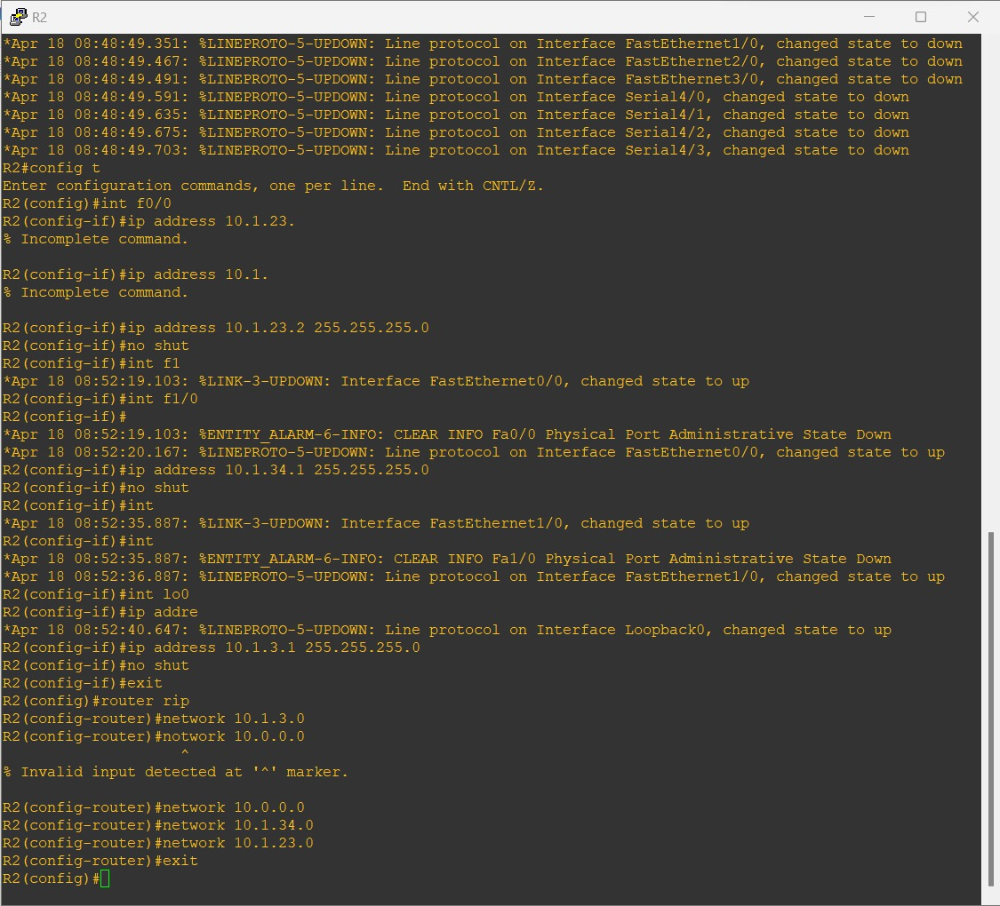 R2
*Apr 18 08:48:49.351: %LINEPROTO-5-UPDOWN: Line protocol on Interface FastEthernet1/0, changed state to down
*Apr 18 08:48:49.467: %LINEPROTO-5-UPDOWN: Line protocol on Interface FastEthernet2/0, changed state to down
*Apr 18 08:48:49.491: %LINEPROTO-5-UPDOWN: Line protocol on Interface FastEthernet3/0, changed state to down
*Apr 18 08:48:49.591: %LINEPROTO-5-UPDOWN: Line protocol on Interface Serial4/0, changed state to down
*Apr 18 08:48:49.635: %LINEPROTO-5-UPDOWN: Line protocol on Interface Serial4/1, changed state to down
*Apr 18 08:48:49.675: %LINEPROTO-5-UPDOWN: Line protocol on Interface Serial4/2, changed state to down
*Apr 18 08:48:49.703: %LINEPROTO-5-UPDOWN: Line protocol on Interface Serial4/3, changed state to down
R2#config t
Enter configuration commands, one per line.  End with CNTL/Z.
R2(config)#int f0/0
R2(config-if)#ip address 10.1.23.
% Incomplete command.
R2(config-if)#ip address 10.1.
% Incomplete command.
R2(config-if)#ip address 10.1.23.2 255.255.255.0
R2(config-if)#no shut
R2(config-if)#int f1
*Apr 18 08:52:19.103: %LINK-3-UPDOWN: Interface FastEthernet0/0, changed state to up
R2(config-if)#int f1/0
R2(config-if)#
*Apr 18 08:52:19.103: %ENTITY_ALARM-6-INFO: CLEAR INFO Fa0/0 Physical Port Administrative State Down
*Apr 18 08:52:20.167: %LINEPROTO-5-UPDOWN: Line protocol on Interface FastEthernet0/0, changed state to up
R2(config-if)#ip address 10.1.34.1 255.255.255.0
R2(config-if)#no shut
R2(config-if)#int
*Apr 18 08:52:35.887: %LINK-3-UPDOWN: Interface FastEthernet1/0, changed state to up
R2(config-if)#int
*Apr 18 08:52:35.887: %ENTITY_ALARM-6-INFO: CLEAR INFO Fa1/0 Physical Port Administrative State Down
*Apr 18 08:52:36.887: %LINEPROTO-5-UPDOWN: Line protocol on Interface FastEthernet1/0, changed state to up
R2(config-if)#int lo0
R2(config-if)#ip addre
*Apr 18 08:52:40.647: %LINEPROTO-5-UPDOWN: Line protocol on Interface Loopback0, changed state to up
R2(config-if)#ip address 10.1.3.1 255.255.255.0
R2(config-if)#no shut
R2(config-if)#exit
R2(config)#router rip
R2(config-router)#network 10.1.3.0
R2(config-router)#notwork 10.0.0.0
^
% Invalid input detected at '^' marker.
R2(config-router)#network 10.0.0.0
R2(config-router)#network 10.1.34.0
R2(config-router)#network 10.1.23.0
R2(config-router)#exit
R2(config)#